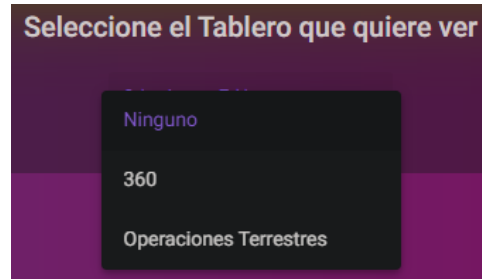 Seleccione el Tablero que quiere ver
Ninguno
360
Operaciones Terrestres